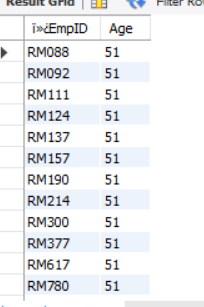 Result Grid Filter Ro
ï»¿EmpID Age
RM088 51
RM092 51
RM111 51
RM124 51
RM137 51
RM157 51
RM190 51
RM214 51
RM300 51
RM377 51
RM617 51
RM780 51